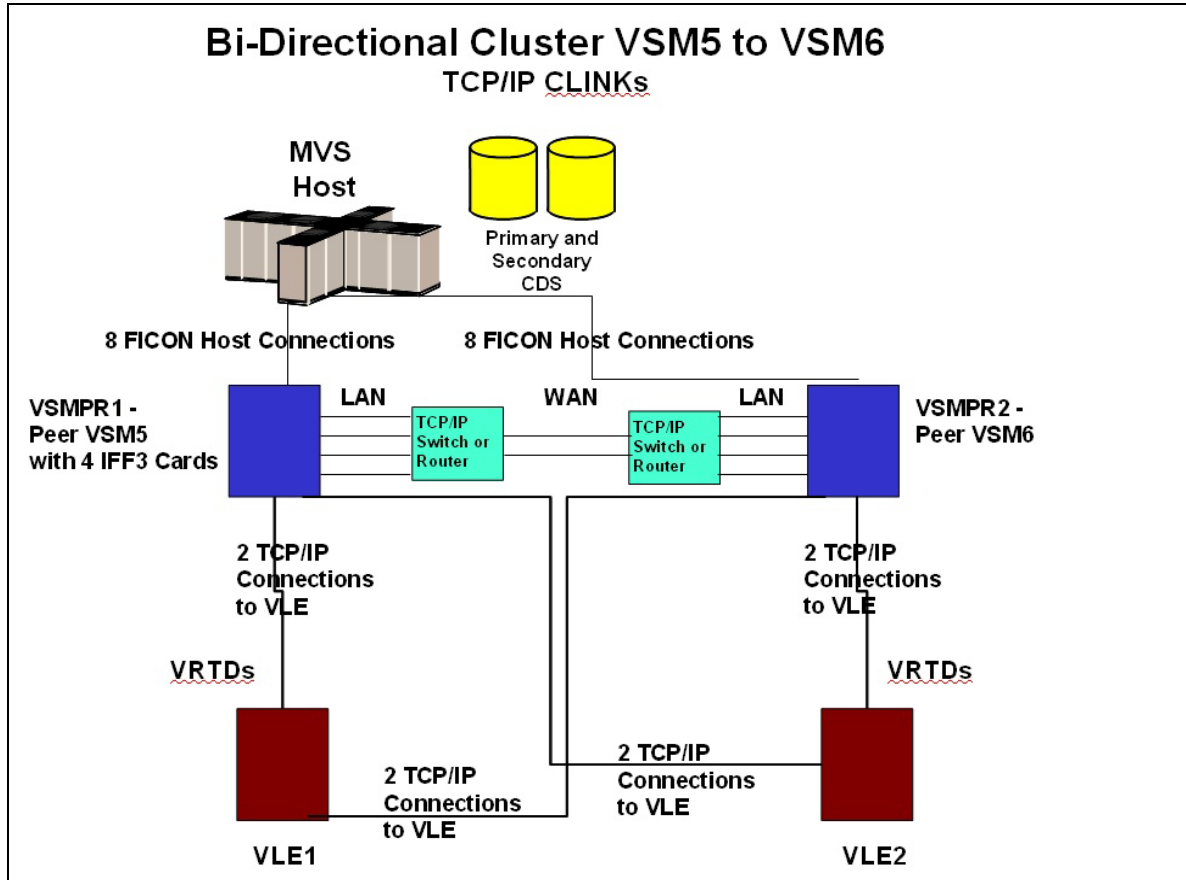 Bi-Directional Cluster VSM5 to VSM6
TCP/IP CLINKs
MVS
Host
Primary and
Secondary
CDS
8 FICON Host Connections
8 FICON Host Connections
VSMPR1 -
Peer VSM5
with 4 IFF3 Cards
LAN
TCP/IP
Switch or
Router
WAN
TCP/IP
Switch or
Router
LAN
VSMPR2 -
Peer VSM6
2 TCP/IP
Connections
to VLE
2 TCP/IP
Connections
to VLE
VRTDs
VRTDs
2 TCP/IP
Connections
to VLE
2 TCP/IP
Connections
to VLE
VLE1
VLE2